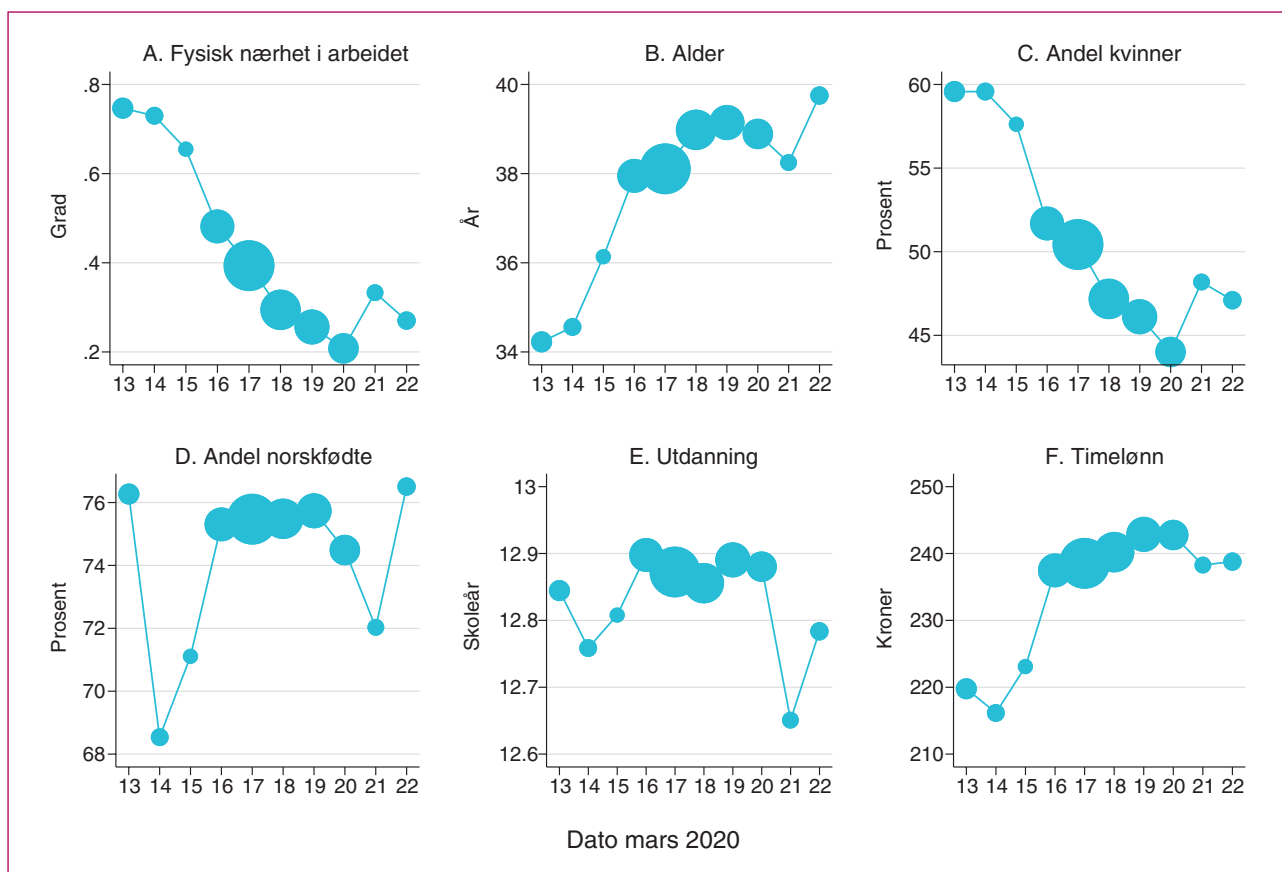 A. Fysisk nærhet i arbeidet
.8
.6
.4
.2
Grad
13 14 15 16 17 18 19 20 21 22
B. Alder
40
38
36
34
År
13 14 15 16 17 18 19 20 21 22
C. Andel kvinner
60
55
50
45
Prosent
13 14 15 16 17 18 19 20 21 22
D. Andel norskfødte
76
74
72
70
68
Prosent
13 14 15 16 17 18 19 20 21 22
E. Utdanning
13
12.9
12.8
12.7
12.6
Skoleår
13 14 15 16 17 18 19 20 21 22
F. Timelønn
250
240
230
220
210
Kroner
13 14 15 16 17 18 19 20 21 22
Dato mars 2020